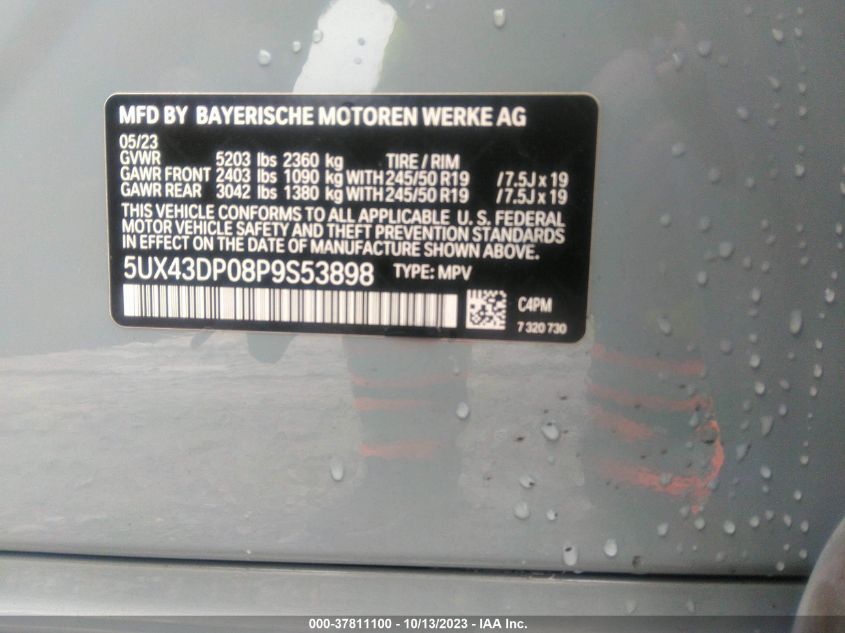 MFD BY BAYERISCHE MOTOREN WERKE AG
05/23
GVWR 5203 lbs 2360 kg TIRE / RIM
GAWR FRONT 2403 lbs 1090 kg WITH 245/50 R19 /7.5J x 19
GAWR REAR 3042 lbs 1380 kg WITH 245/50 R19 /7.5J x 19
THIS VEHICLE CONFORMS TO ALL APPLICABLE U. S. FEDERAL
MOTOR VEHICLE SAFETY AND THEFT PREVENTION STANDARDS
IN EFFECT ON THE DATE OF MANUFACTURE SHOWN ABOVE.
5UX43DP08P9S53898 TYPE: MPV
C4PM
7 320 730
000-37811100 - 10/13/2023 - IAA Inc.